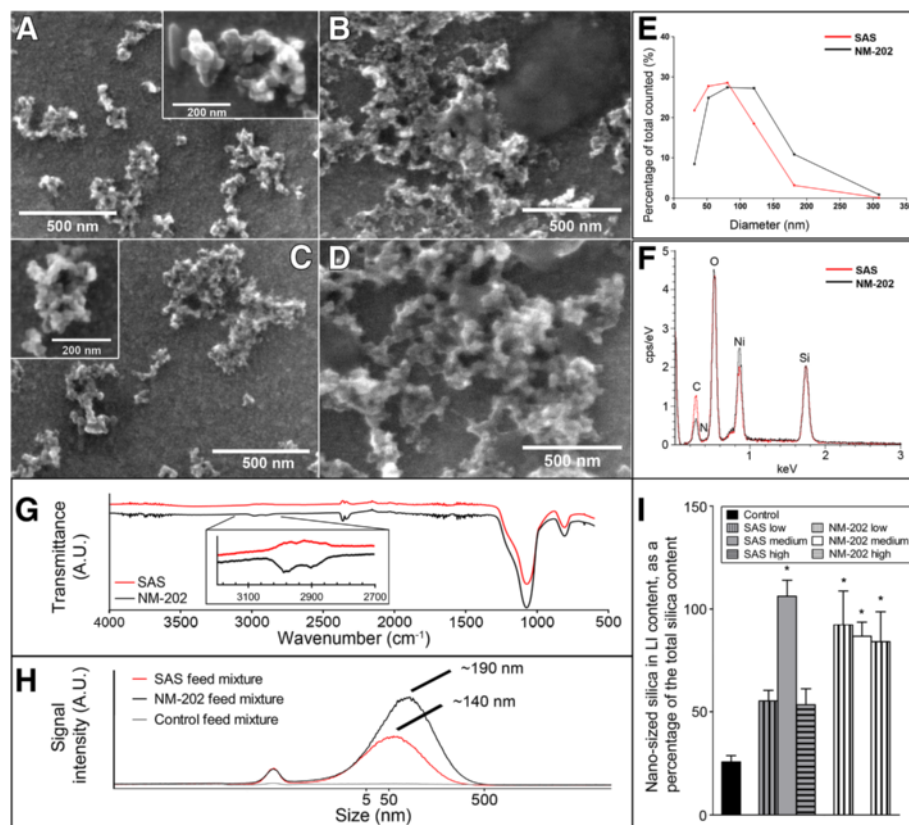 A
200 nm
500 nm
B
500 nm
C
200 nm
500 nm
D
500 nm
E
SAS
NM-202
Percentage of total counted (%)
40
30
20
10
0
0 50 100 150 200 250 300 350
Diameter (nm)
F
SAS
NM-202
cps/eV
5
4
3
2
1
0
C
N
O
Ni
Si
0 1 2 3
keV
G
Transmittance
(A.U.)
SAS
NM-202
3100 2900 2700
4000 3500 3000 2500 2000 1500 1000 500
Wavenumber (cm⁻¹)
H
Signal
intensity (A.U.)
SAS feed mixture
NM-202 feed mixture
Control feed mixture
~190 nm
~140 nm
5 50 500
Size (nm)
I
Nano-sized silica in LI content, as a
percentage of the total silica content
150
100
50
0
Control
SAS low
SAS medium
SAS high
NM-202 low
NM-202 medium
NM-202 high
* * * *